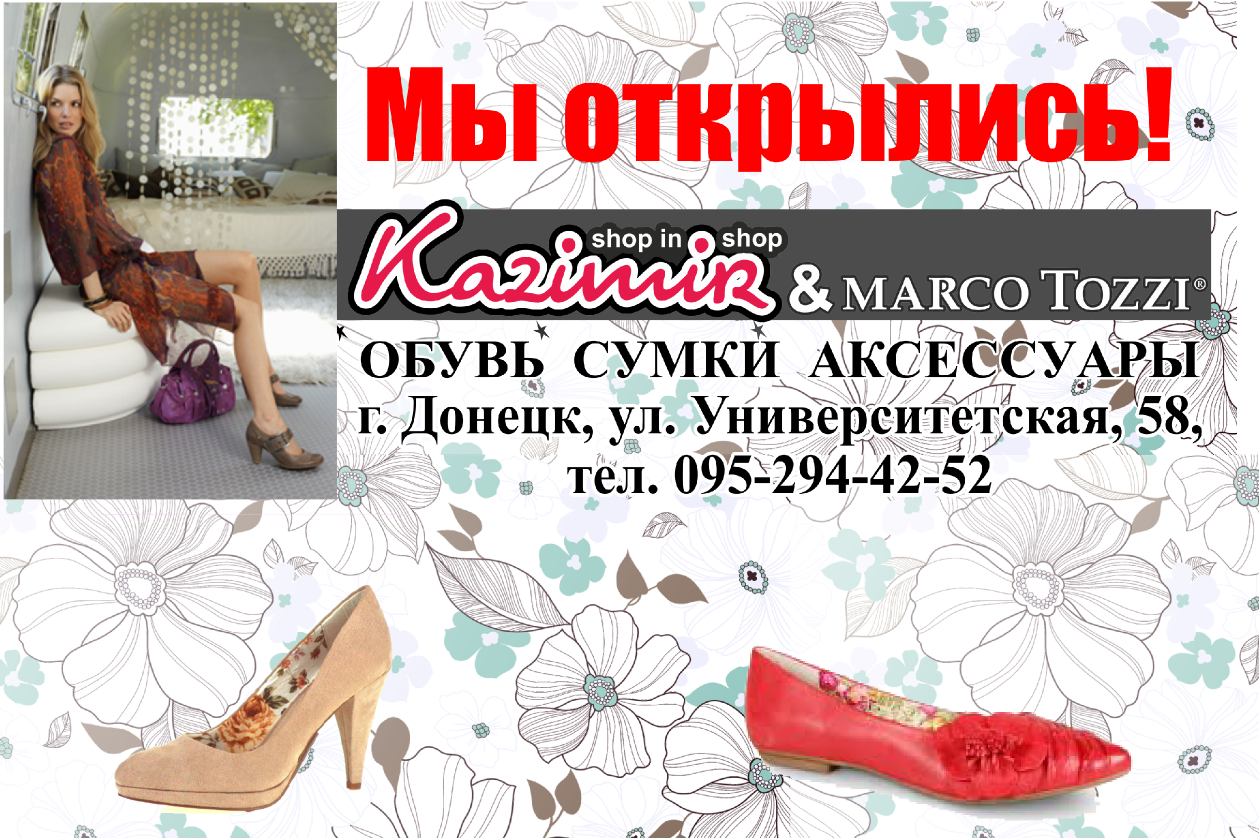 Мы открылись!
shop in shop
Kazimir & MARCO TOZZI®
ОБУВЬ СУМКИ АКСЕССУАРЫ
г. Донецк, ул. Университетская, 58,
тел. 095-294-42-52